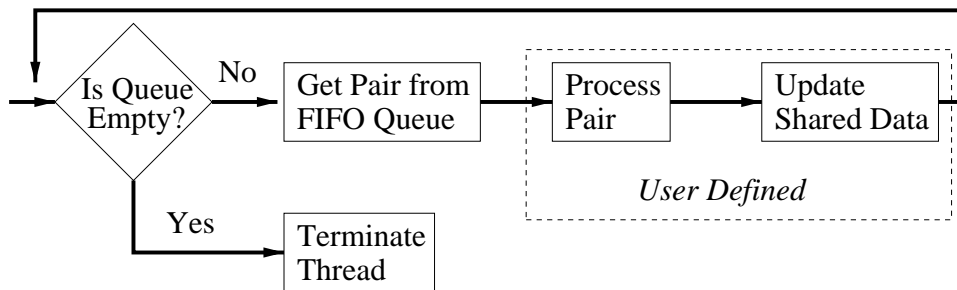 Is Queue
Empty?
No
Get Pair from
FIFO Queue
Process
Pair
Update
Shared Data
User Defined
Yes
Terminate
Thread